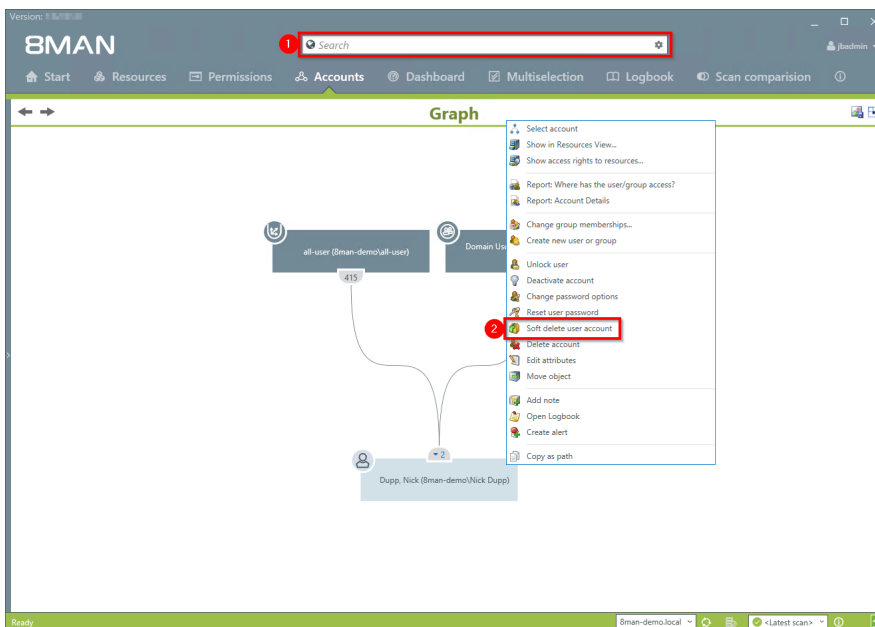 Version:
8MAN
1
Search
jbadmin
Start
Resources
Permissions
Accounts
Dashboard
Multiselection
Logbook
Scan comparision
Graph
Select account
Show in Resources View...
Show access rights to resources...
Report: Where has the user/group access?
Report: Account Details
Change group memberships...
Create new user or group
all-user (8man-demo\all-user)
Domain Use
415
Unlock user
Deactivate account
Change password options
Reset user password
2
Soft delete user account
Delete account
Edit attributes
Move object
Add note
Open Logbook
Create alert
Copy as path
2
Dupp, Nick (8man-demo\Nick Dupp)
Ready
8man-demo.local
<Latest scan>